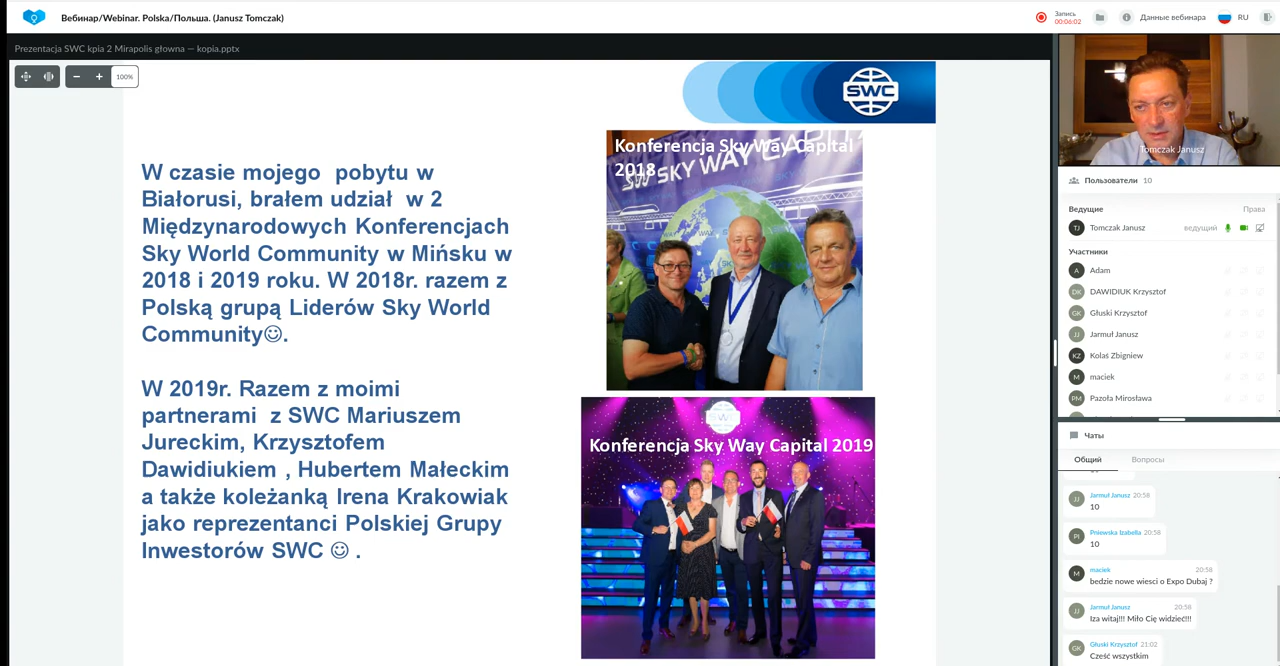 Вебинар/Webinar. Polska/Польша. (Janusz Tomczak)
Запись
00:06:02
Данные вебинара
RU
Prezentacja SWC kpia 2 Mirapolis głowna — kopia.pptx
100%
SWC
W czasie mojego pobytu w
Białorusi, brałem udział w 2
Międzynarodowych Konferencjach
Sky World Community w Mińsku w
2018 i 2019 roku. W 2018r. razem z
Polską grupą Liderów Sky World
Community☺.
W 2019r. Razem z moimi
partnerami z SWC Mariuszem
Jureckim, Krzysztofem
Dawidiukiem , Hubertem Małeckim
a także koleżanką Irena Krakowiak
jako reprezentanci Polskiej Grupy
Inwestorów SWC ☺ .
Konferencja Sky Way Capital
2018
SKY WAY CAPITAL
Konferencja Sky Way Capital 2019
Tomczak Janusz
Пользователи 10
Ведущие
Права
TJ
Tomczak Janusz
ведущий
Участники
A
Adam
DK
DAWIDIUK Krzysztof
GK
Głuski Krzysztof
JJ
Jarmuł Janusz
KZ
Kolaś Zbigniew
M
maciek
PM
Pazoła Mirosława
Чаты
Общий
Вопросы
JJ
Jarmuł Janusz 20:58
10
PI
Pniewska Izabella 20:58
10
M
maciek 20:58
bedzie nowe wiesci o Expo Dubaj ?
JJ
Jarmuł Janusz 20:58
Iza witaj!!! Miło Cię widzieć!!!
GK
Głuski Krzysztof 21:02
Cześć wszystkim